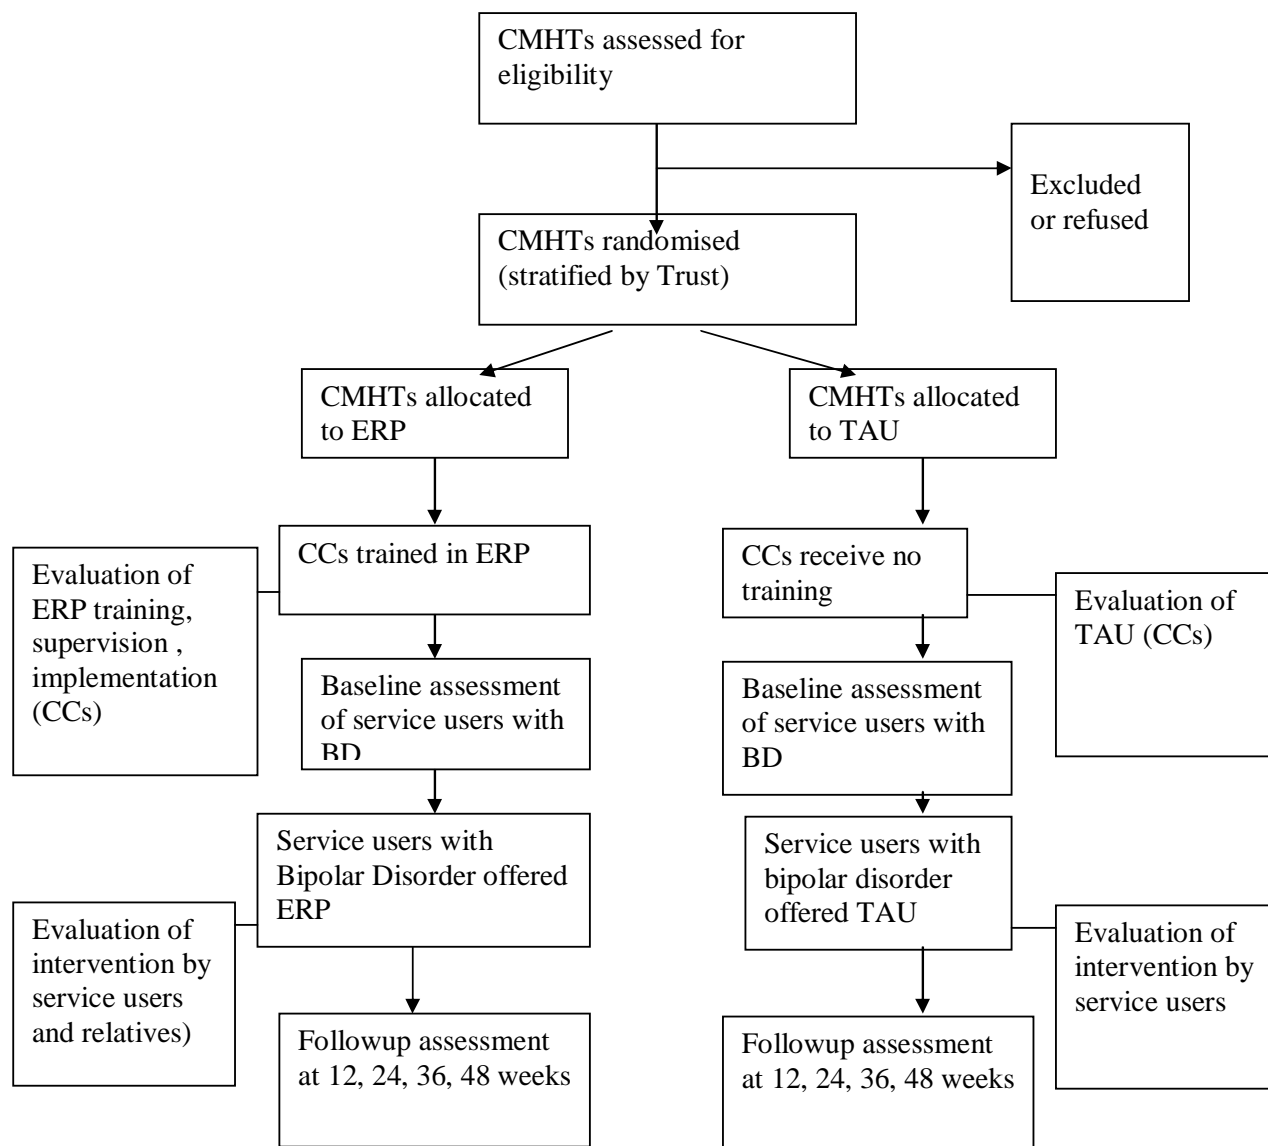 CMHTs assessed for
eligibility
Excluded
or refused
CMHTs randomised
(stratified by Trust)
CMHTs allocated
to ERP
CMHTs allocated
to TAU
CCs trained in ERP
CCs receive no
training
Evaluation of
ERP training,
supervision ,
implementation
(CCs)
Evaluation of
TAU (CCs)
Baseline assessment
of service users with
BD
Baseline assessment
of service users with
BD
Service users with
Bipolar Disorder offered
ERP
Service users with
bipolar disorder
offered TAU
Evaluation of
intervention by
service users
and relatives)
Evaluation of
intervention by
service users
Followup assessment
at 12, 24, 36, 48 weeks
Followup assessment
at 12, 24, 36, 48 weeks